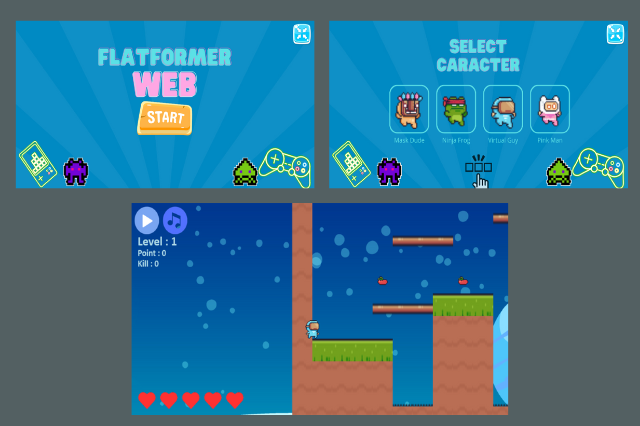 FLATFORMER
WEB
START
SELECT
CARACTER
Mask Dude
Ninja Frog
Virtual Guy
Pink Man
Level : 1
Point : 0
Kill : 0